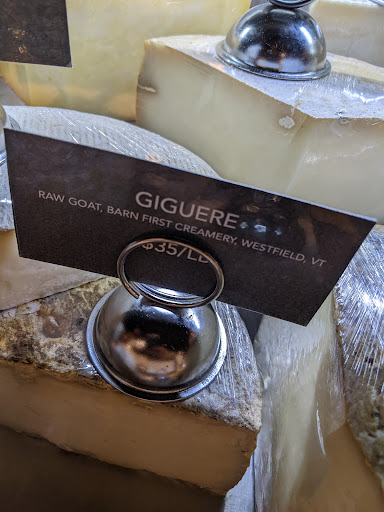 GIGUERE
RAW GOAT, BARN FIRST CREAMERY, WESTFIELD, VT
$35/LB